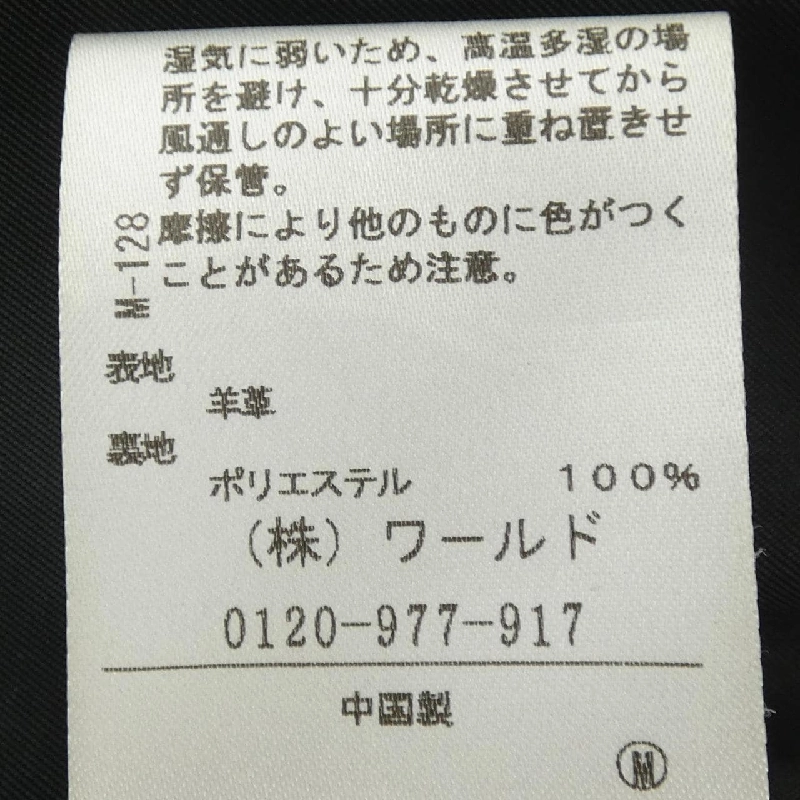 湿気に弱いため、高温多湿の場
所を避け、十分乾燥させてから
風通しのよい場所に重ね置きせ
ず保管。
摩擦により他のものに色がつく
ことがあるため注意。
M-128
表地
羊革
裏地
ポリエステル　１００％
（株）ワールド
0120-977-917
中国製
M